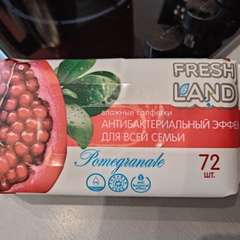 FRESH
LAND
влажные салфетки
АНТИБАКТЕРИАЛЬНЫЙ ЭФФЕ
ДЛЯ ВСЕЙ СЕМЬИ
Pomegranate
72
шт.